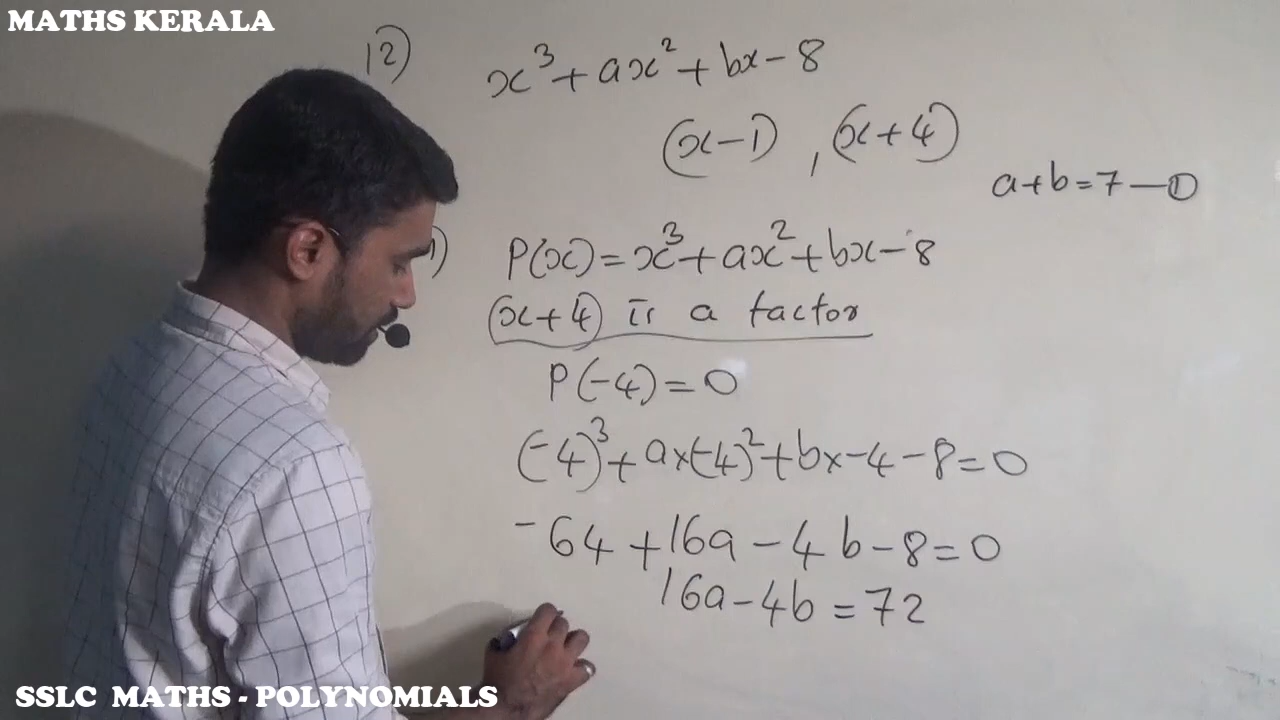 MATHS KERALA
12) x³+ax²+bx-8
(x-1) , (x+4)
a+b=7—①
1) P(x)=x³+ax²+bx-8
(x+4) is a factor
P(-4)=0
(-4)³+a×(-4)²+b×-4-8=0
-64+16a-4b-8=0
16a-4b=72
SSLC MATHS - POLYNOMIALS